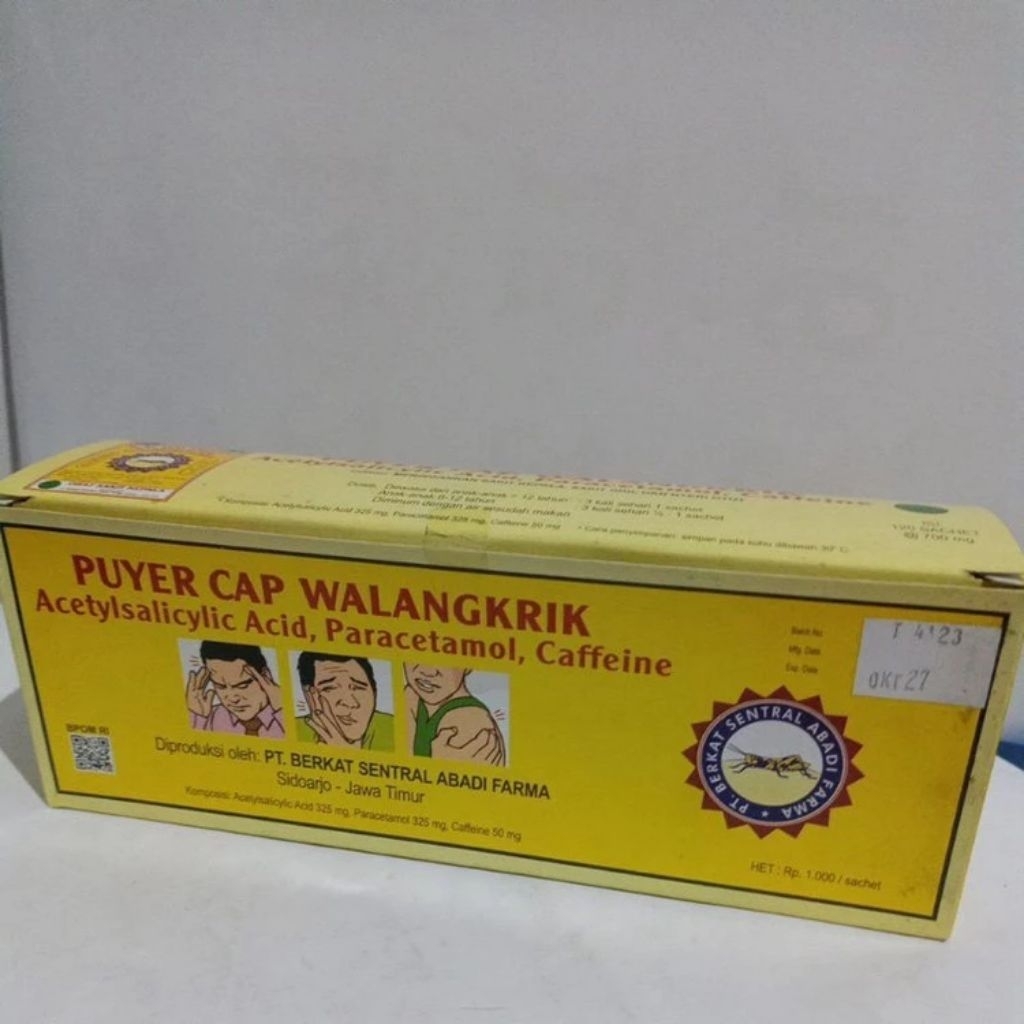 Dosis: Dewasa dan anak-anak > 12 tahun : 3 kali sehari 1 sachet
Anak-anak 6-12 tahun : 3 kali sehari ½ - 1 sachet
Diminum dengan air sesudah makan
Komposisi: Acetylsalicylic Acid 325 mg, Paracetamol 325 mg, Caffeine 50 mg
• Cara penyimpanan: simpan pada suhu dibawah 30°C
ISI
120 SACHET
@ 700 mg
PUYER CAP WALANGKRIK
Acetylsalicylic Acid, Paracetamol, Caffeine
Batch No.
Mfg. Date
Exp. Date
4'23
OKT 27
BPOM RI
Diproduksi oleh: PT. BERKAT SENTRAL ABADI FARMA
Sidoarjo - Jawa Timur
Komposisi: Acetylsalicylic Acid 325 mg, Paracetamol 325 mg, Caffeine 50 mg
PT. BERKAT SENTRAL ABADI FARMA ★
HET : Rp. 1.000 / sachet